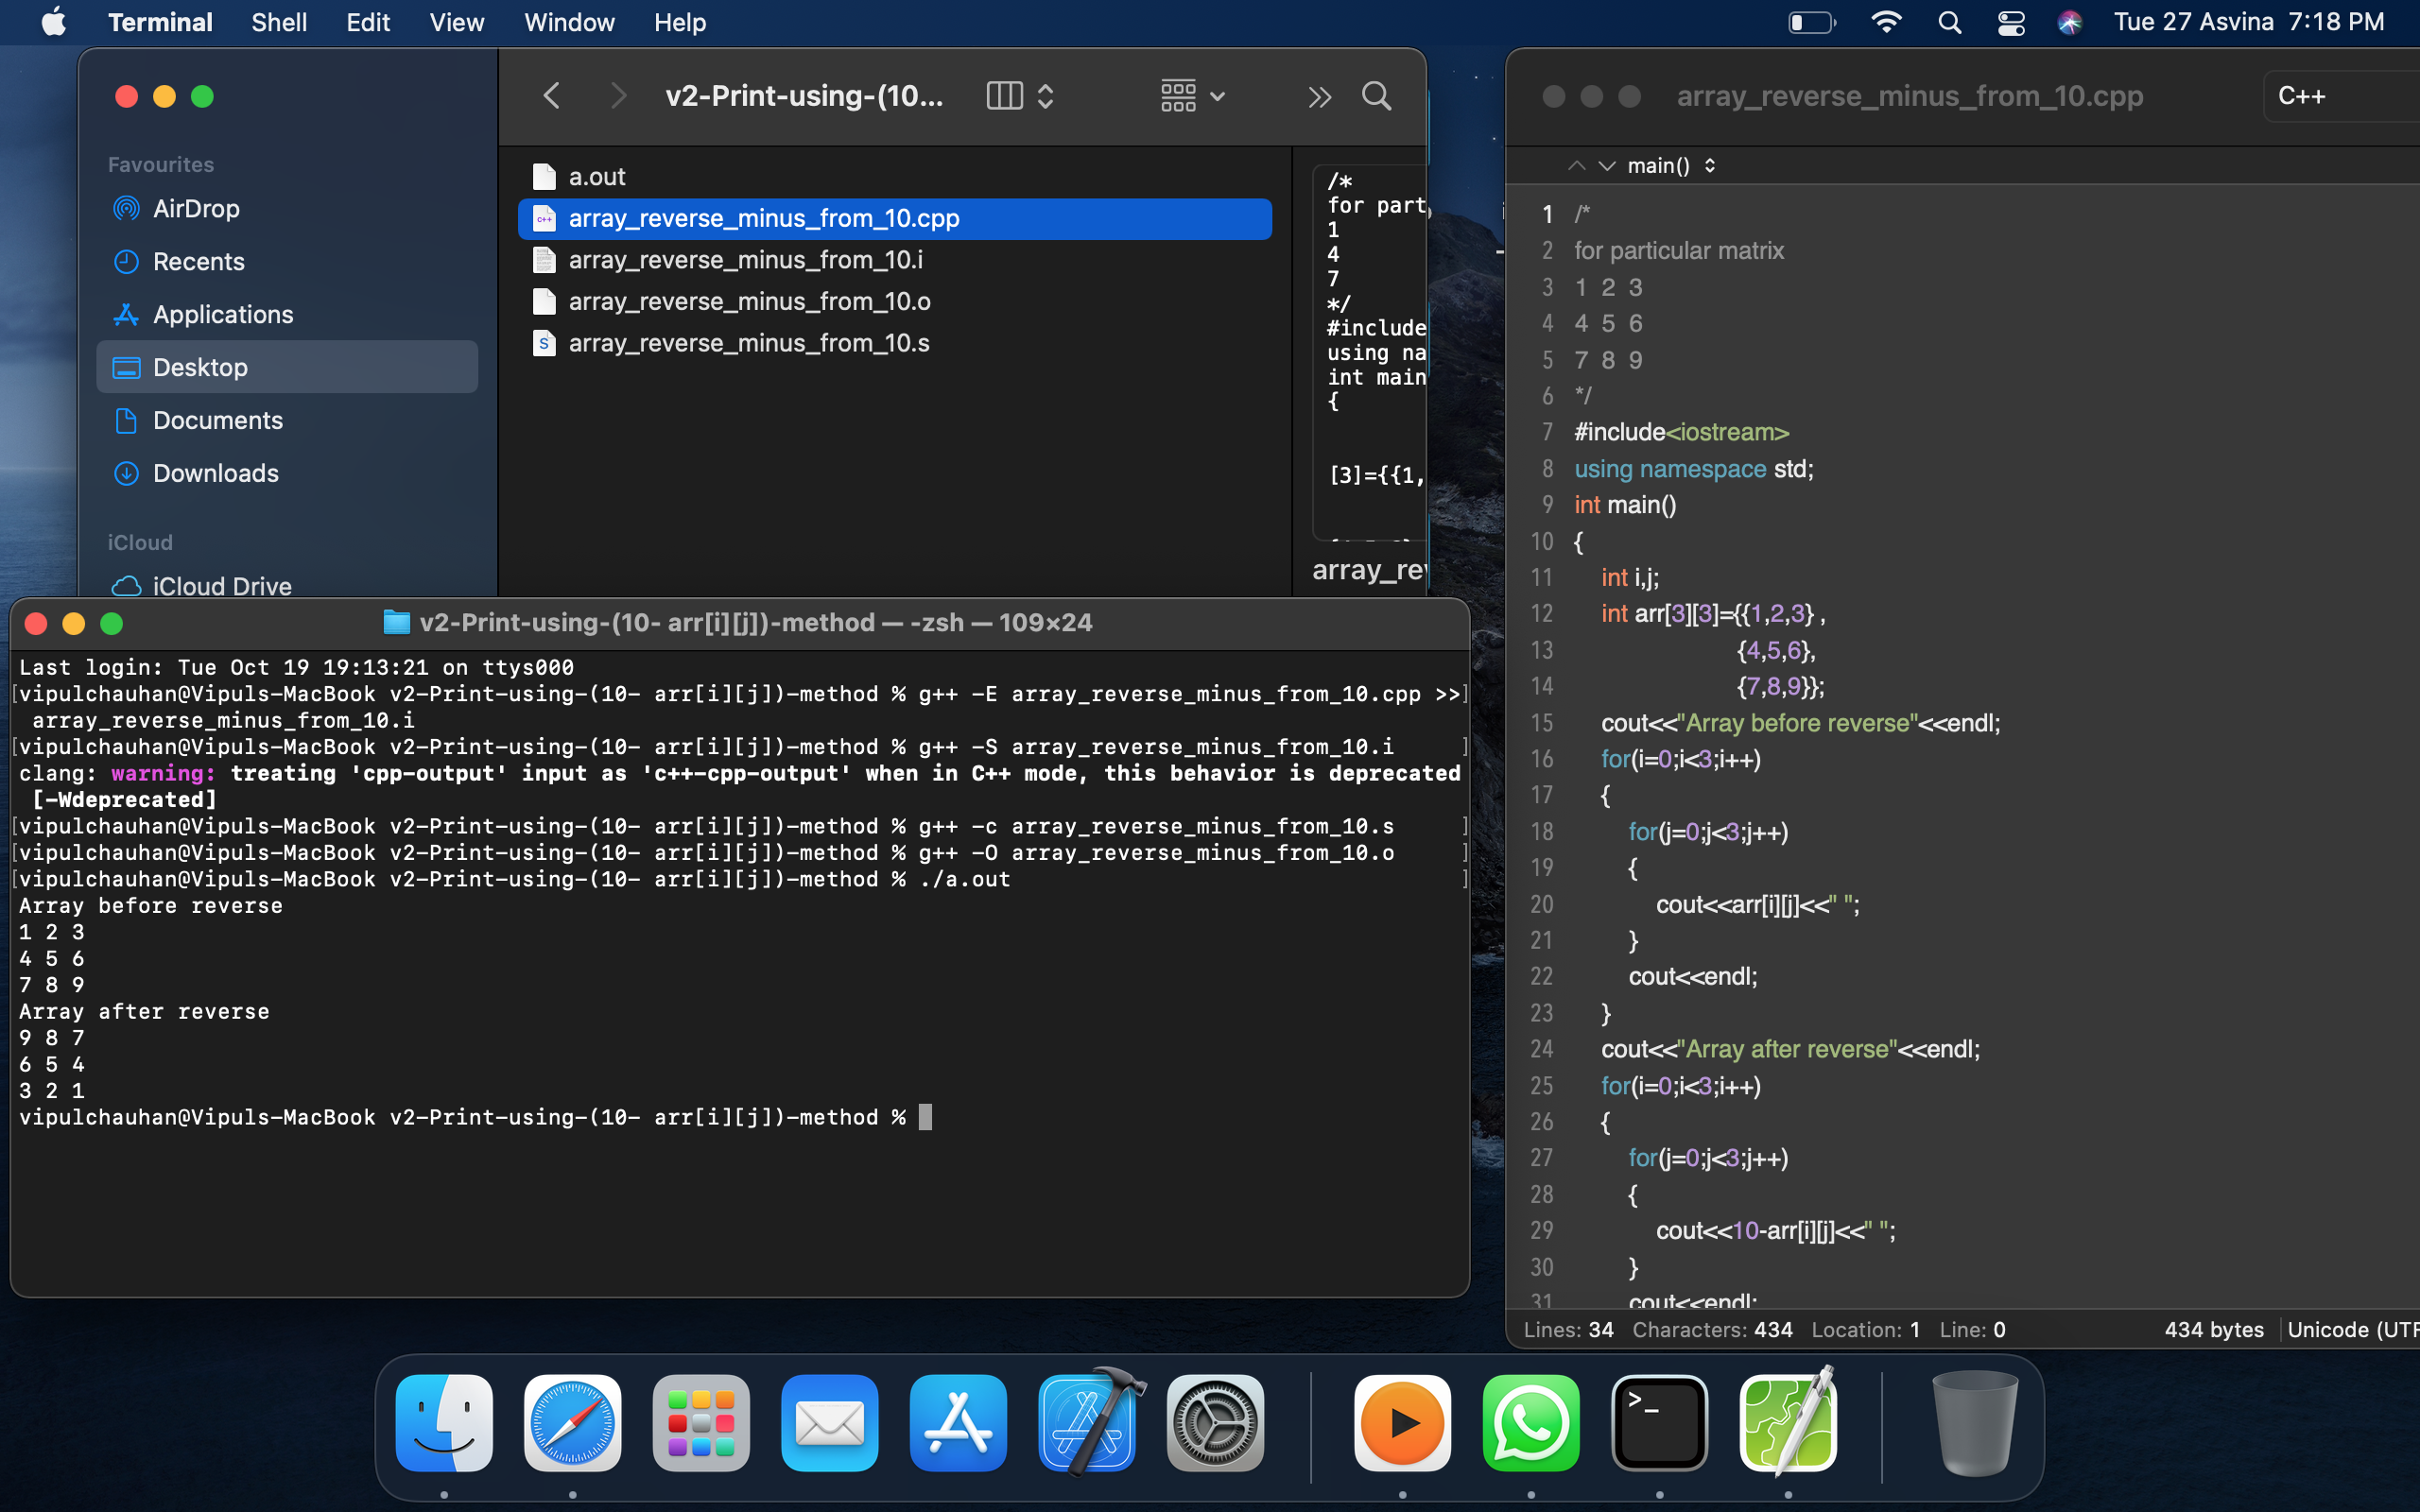 Terminal Shell Edit View Window Help Tue 27 Asvina 7:18 PM
v2-Print-using-(10...
Favourites
AirDrop
Recents
Applications
Desktop
Documents
Downloads
iCloud
iCloud Drive
a.out
array_reverse_minus_from_10.cpp
array_reverse_minus_from_10.i
array_reverse_minus_from_10.o
array_reverse_minus_from_10.s
/*
for part
1
4
7
*/
#include
using na
int main
{
[3]={{1,
array_re
v2-Print-using-(10- arr[i][j])-method — -zsh — 109×24
Last login: Tue Oct 19 19:13:21 on ttys000
[vipulchauhan@Vipuls-MacBook v2-Print-using-(10- arr[i][j])-method % g++ -E array_reverse_minus_from_10.cpp >>]
array_reverse_minus_from_10.i
[vipulchauhan@Vipuls-MacBook v2-Print-using-(10- arr[i][j])-method % g++ -S array_reverse_minus_from_10.i ]
clang: warning: treating 'cpp-output' input as 'c++-cpp-output' when in C++ mode, this behavior is deprecated
[-Wdeprecated]
[vipulchauhan@Vipuls-MacBook v2-Print-using-(10- arr[i][j])-method % g++ -c array_reverse_minus_from_10.s ]
[vipulchauhan@Vipuls-MacBook v2-Print-using-(10- arr[i][j])-method % g++ -O array_reverse_minus_from_10.o ]
[vipulchauhan@Vipuls-MacBook v2-Print-using-(10- arr[i][j])-method % ./a.out ]
Array before reverse
1 2 3
4 5 6
7 8 9
Array after reverse
9 8 7
6 5 4
3 2 1
vipulchauhan@Vipuls-MacBook v2-Print-using-(10- arr[i][j])-method %
array_reverse_minus_from_10.cpp C++
main()
1 /*
2 for particular matrix
3 1 2 3
4 4 5 6
5 7 8 9
6 */
7 #include<iostream>
8 using namespace std;
9 int main()
10 {
11 int i,j;
12 int arr[3][3]={{1,2,3} ,
13 {4,5,6},
14 {7,8,9}};
15 cout<<"Array before reverse"<<endl;
16 for(i=0;i<3;i++)
17 {
18 for(j=0;j<3;j++)
19 {
20 cout<<arr[i][j]<<" ";
21 }
22 cout<<endl;
23 }
24 cout<<"Array after reverse"<<endl;
25 for(i=0;i<3;i++)
26 {
27 for(j=0;j<3;j++)
28 {
29 cout<<10-arr[i][j]<<" ";
30 }
31 cout<<endl;
Lines: 34 Characters: 434 Location: 1 Line: 0 434 bytes Unicode (UTF